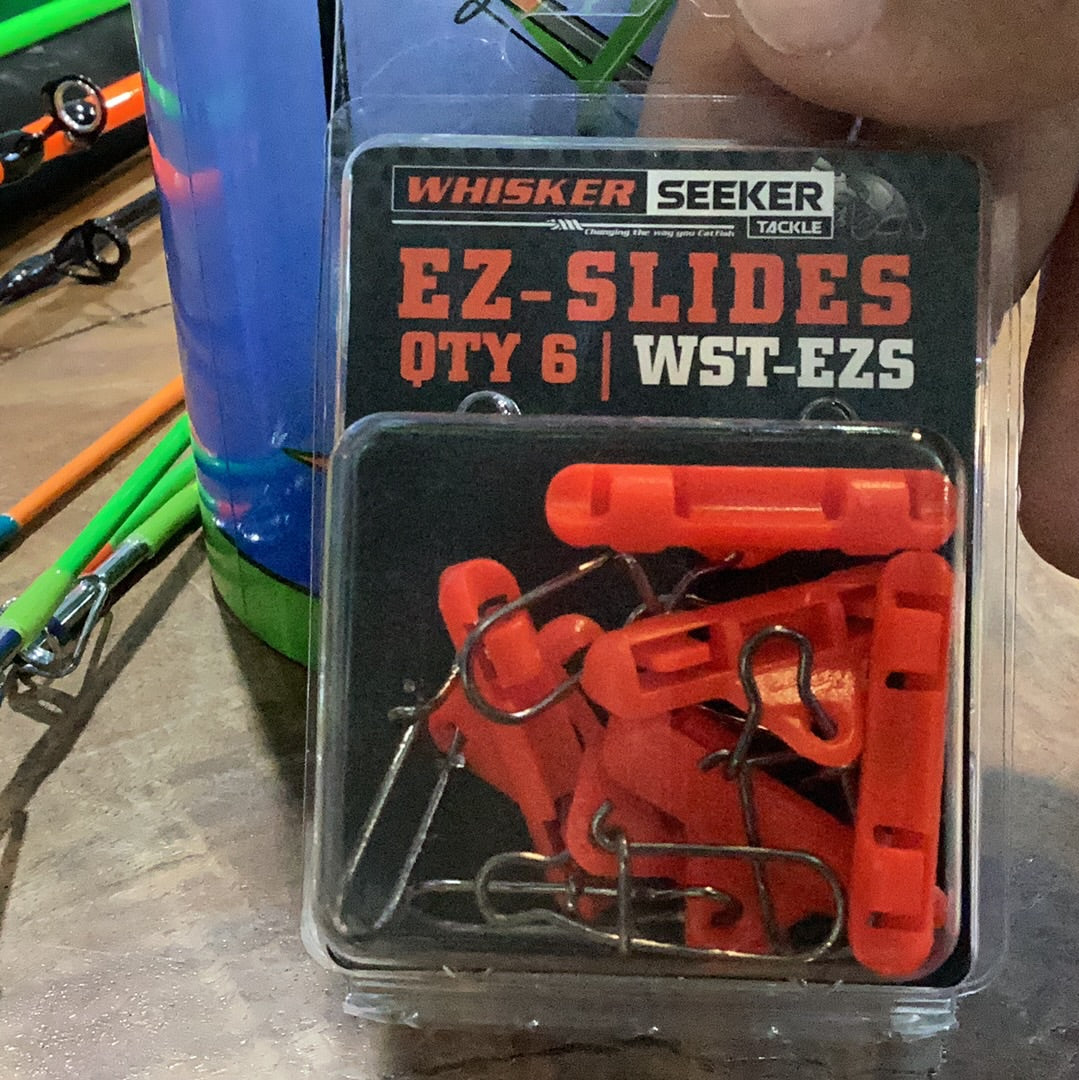 WHISKER SEEKER
TACKLE
Changing the way you Catfish
EZ-SLIDES
QTY 6 | WST-EZS